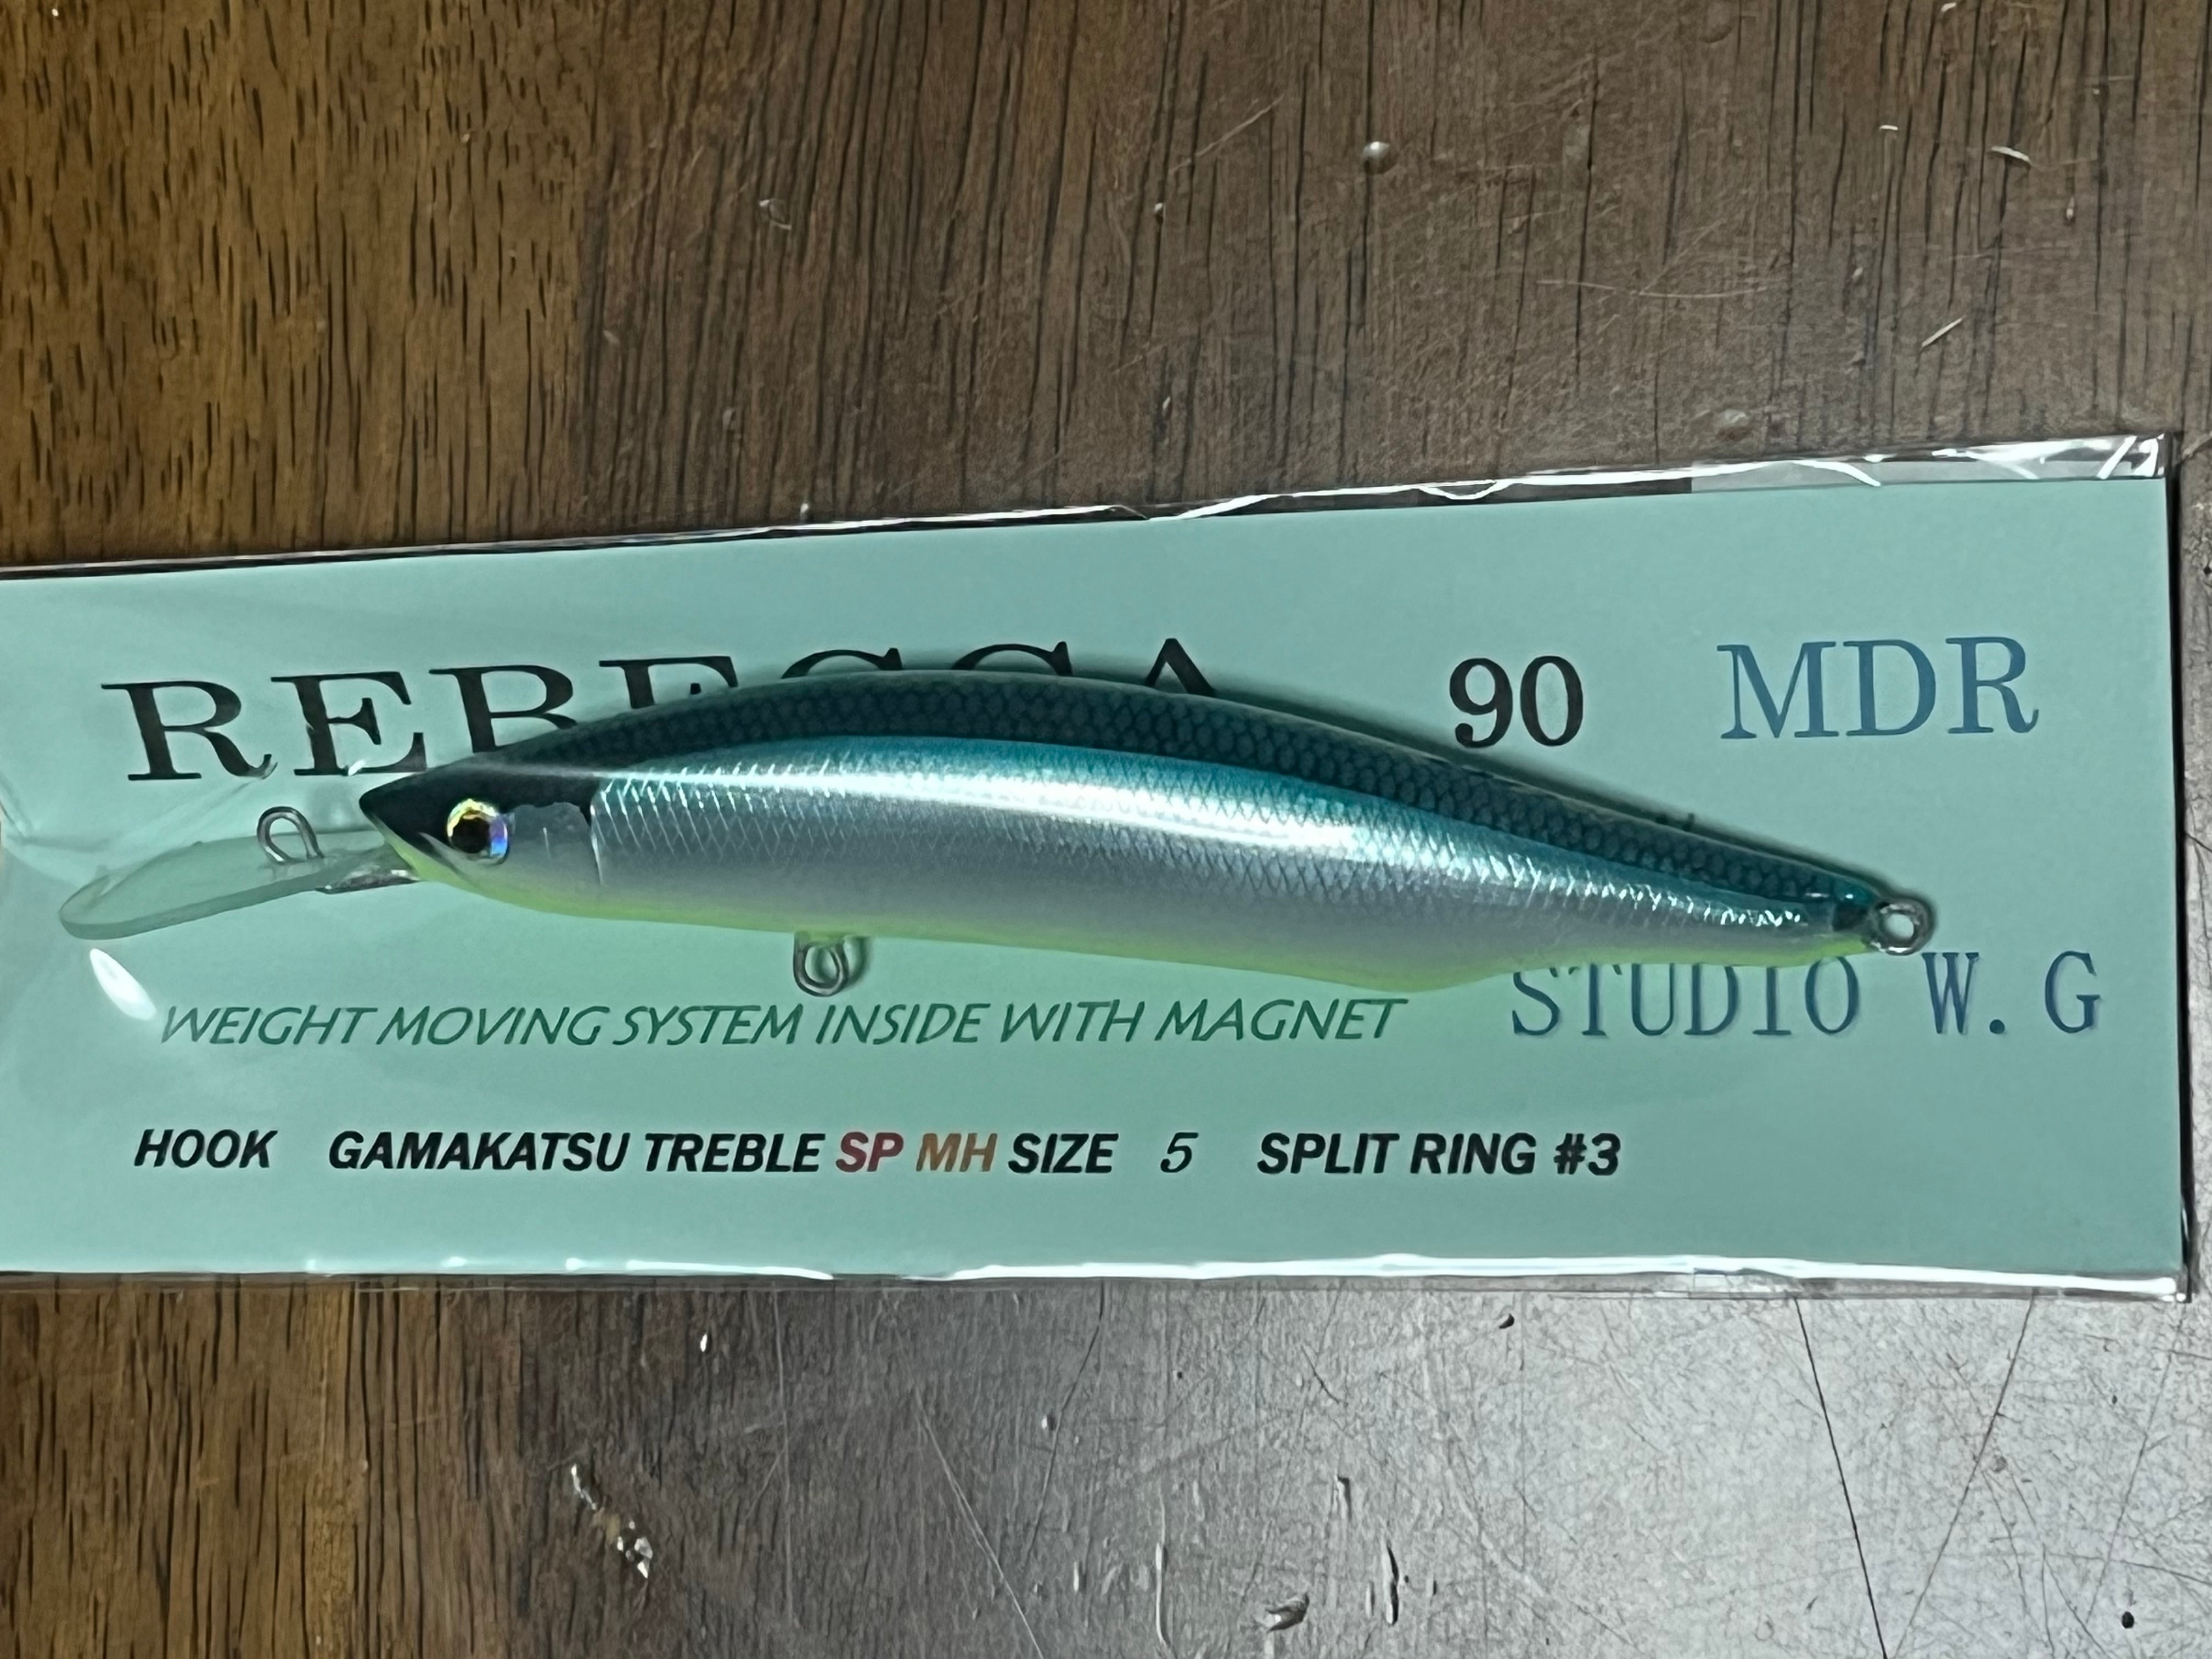 REBECCA 90 MDR
STUDIO W.G
WEIGHT MOVING SYSTEM INSIDE WITH MAGNET
HOOK GAMAKATSU TREBLE SP MH SIZE 5 SPLIT RING #3